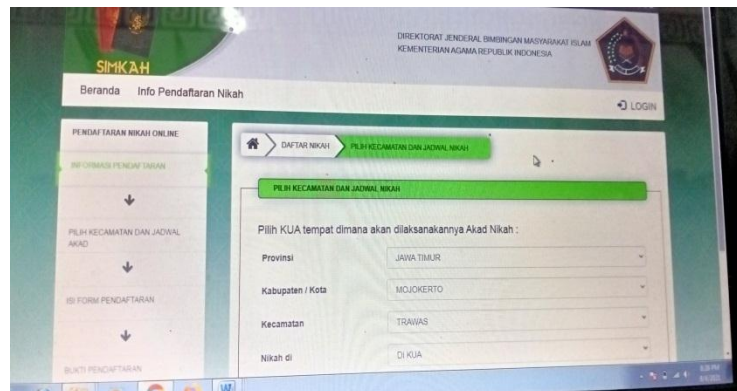 SIMKAH
DIREKTORAT JENDERAL BIMBINGAN MASYARAKAT ISLAM
KEMENTERIAN AGAMA REPUBLIK INDONESIA
Beranda Info Pendaftaran Nikah
LOGIN
PENDAFTARAN NIKAH ONLINE
INFORMASI PENDAFTARAN
PILIH KECAMATAN DAN JADWAL
AKAD
ISI FORM PENDAFTARAN
BUKTI PENDAFTARAN
DAFTAR NIKAH PILIH KECAMATAN DAN JADWAL NIKAH
PILIH KECAMATAN DAN JADWAL NIKAH
Pilih KUA tempat dimana akan dilaksanakannya Akad Nikah :
Provinsi JAWA TIMUR
Kabupaten / Kota MOJOKERTO
Kecamatan TRAWAS
Nikah di DI KUA